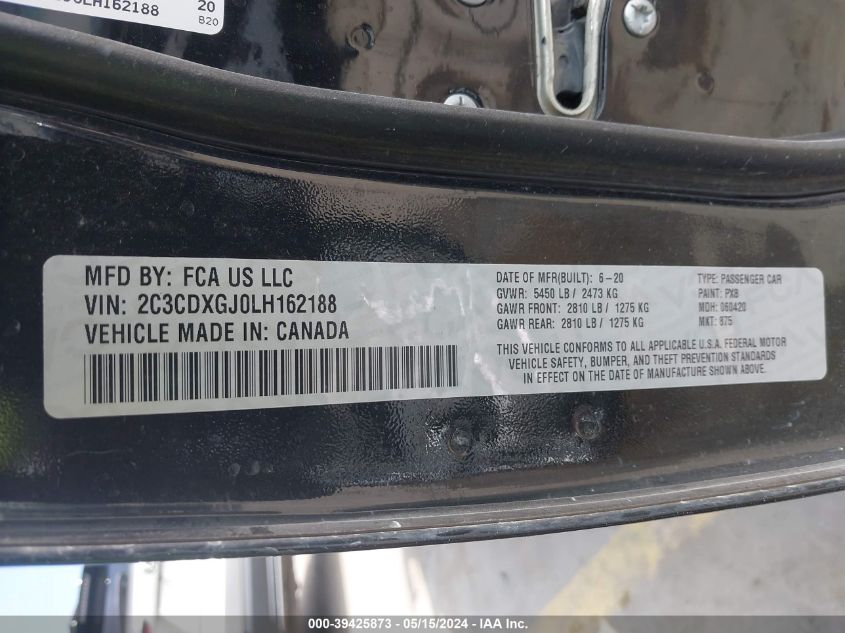 LH162188
20
B20
MFD BY: FCA US LLC
VIN: 2C3CDXGJ0LH162188
VEHICLE MADE IN: CANADA
DATE OF MFR(BUILT): 6-20
GVWR: 5450 LB / 2473 KG
GAWR FRONT: 2810 LB / 1275 KG
GAWR REAR: 2810 LB / 1275 KG
TYPE: PASSENGER CAR
PAINT: PX8
MDH: 060420
MKT: 875
THIS VEHICLE CONFORMS TO ALL APPLICABLE U.S.A. FEDERAL MOTOR
VEHICLE SAFETY, BUMPER, AND THEFT PREVENTION STANDARDS
IN EFFECT ON THE DATE OF MANUFACTURE SHOWN ABOVE.
000-39425873 - 05/15/2024 - IAA Inc.